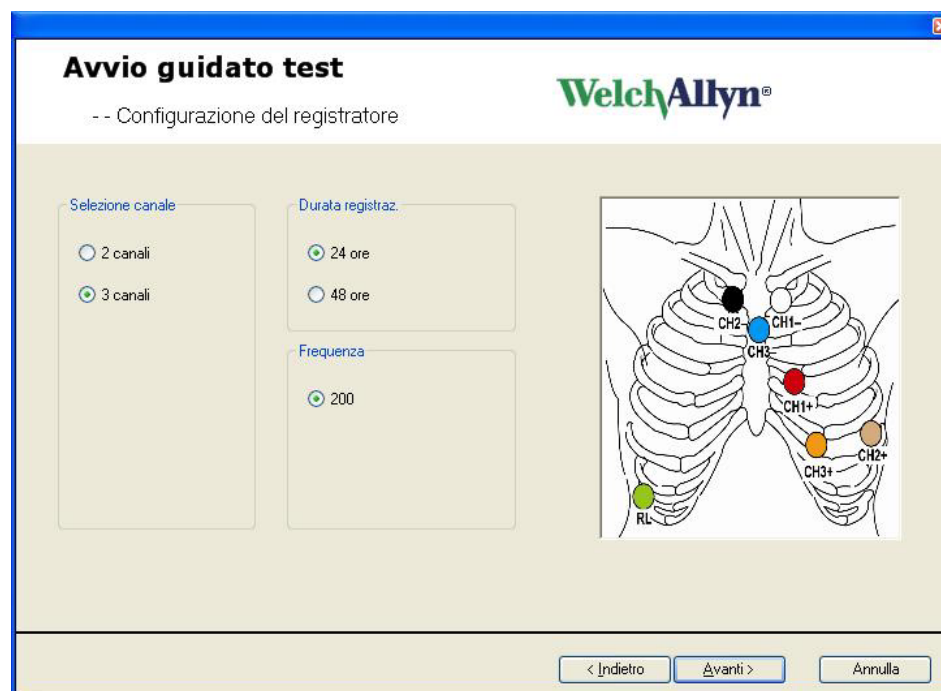 Avvio guidato test
- - Configurazione del registratore
WelchAllyn®
Selezione canale
2 canali
3 canali
Durata registraz.
24 ore
48 ore
Frequenza
200
CH2-
CH1-
CH3-
CH1+
CH3+
CH2+
RL
< Indietro
Avanti >
Annulla